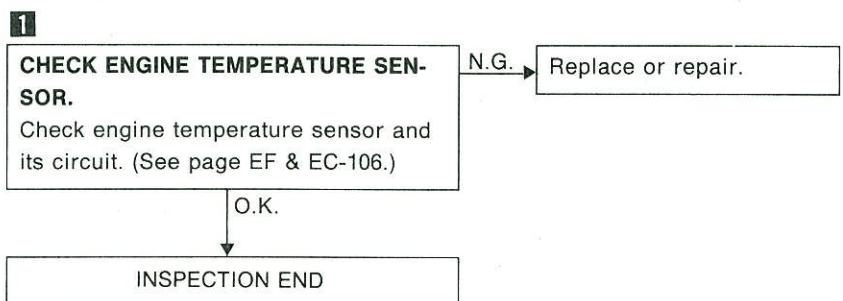 1
CHECK ENGINE TEMPERATURE SEN-
SOR.
Check engine temperature sensor and
its circuit. (See page EF & EC-106.)
N.G.
Replace or repair.
O.K.
INSPECTION END